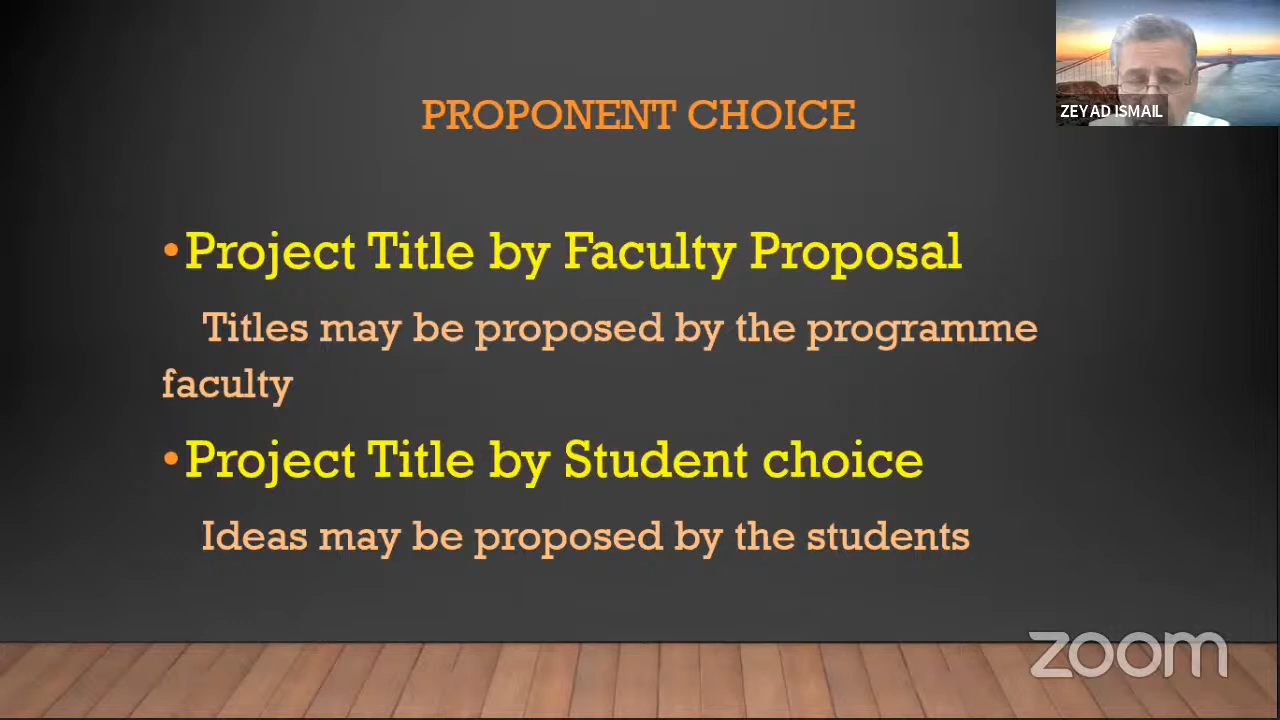 PROPONENT CHOICE
ZEYAD ISMAIL
•Project Title by Faculty Proposal
Titles may be proposed by the programme
faculty
•Project Title by Student choice
Ideas may be proposed by the students
zoom